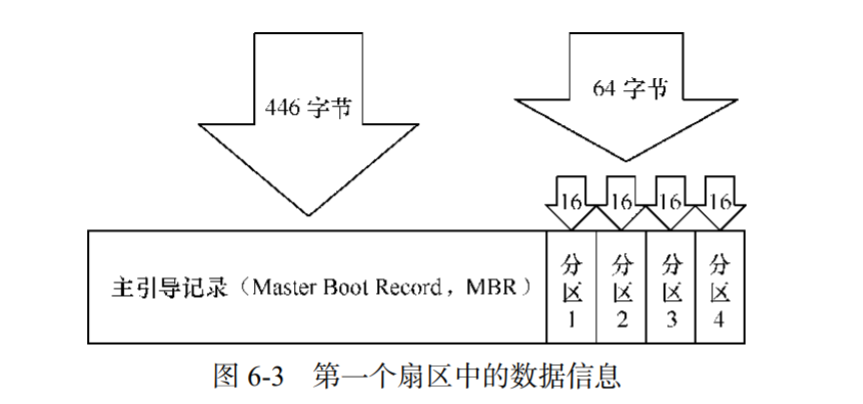 446 字节
64 字节
16
16
16
16
主引导记录（Master Boot Record，MBR）
分区1
分区2
分区3
分区4
图 6-3 第一个扇区中的数据信息